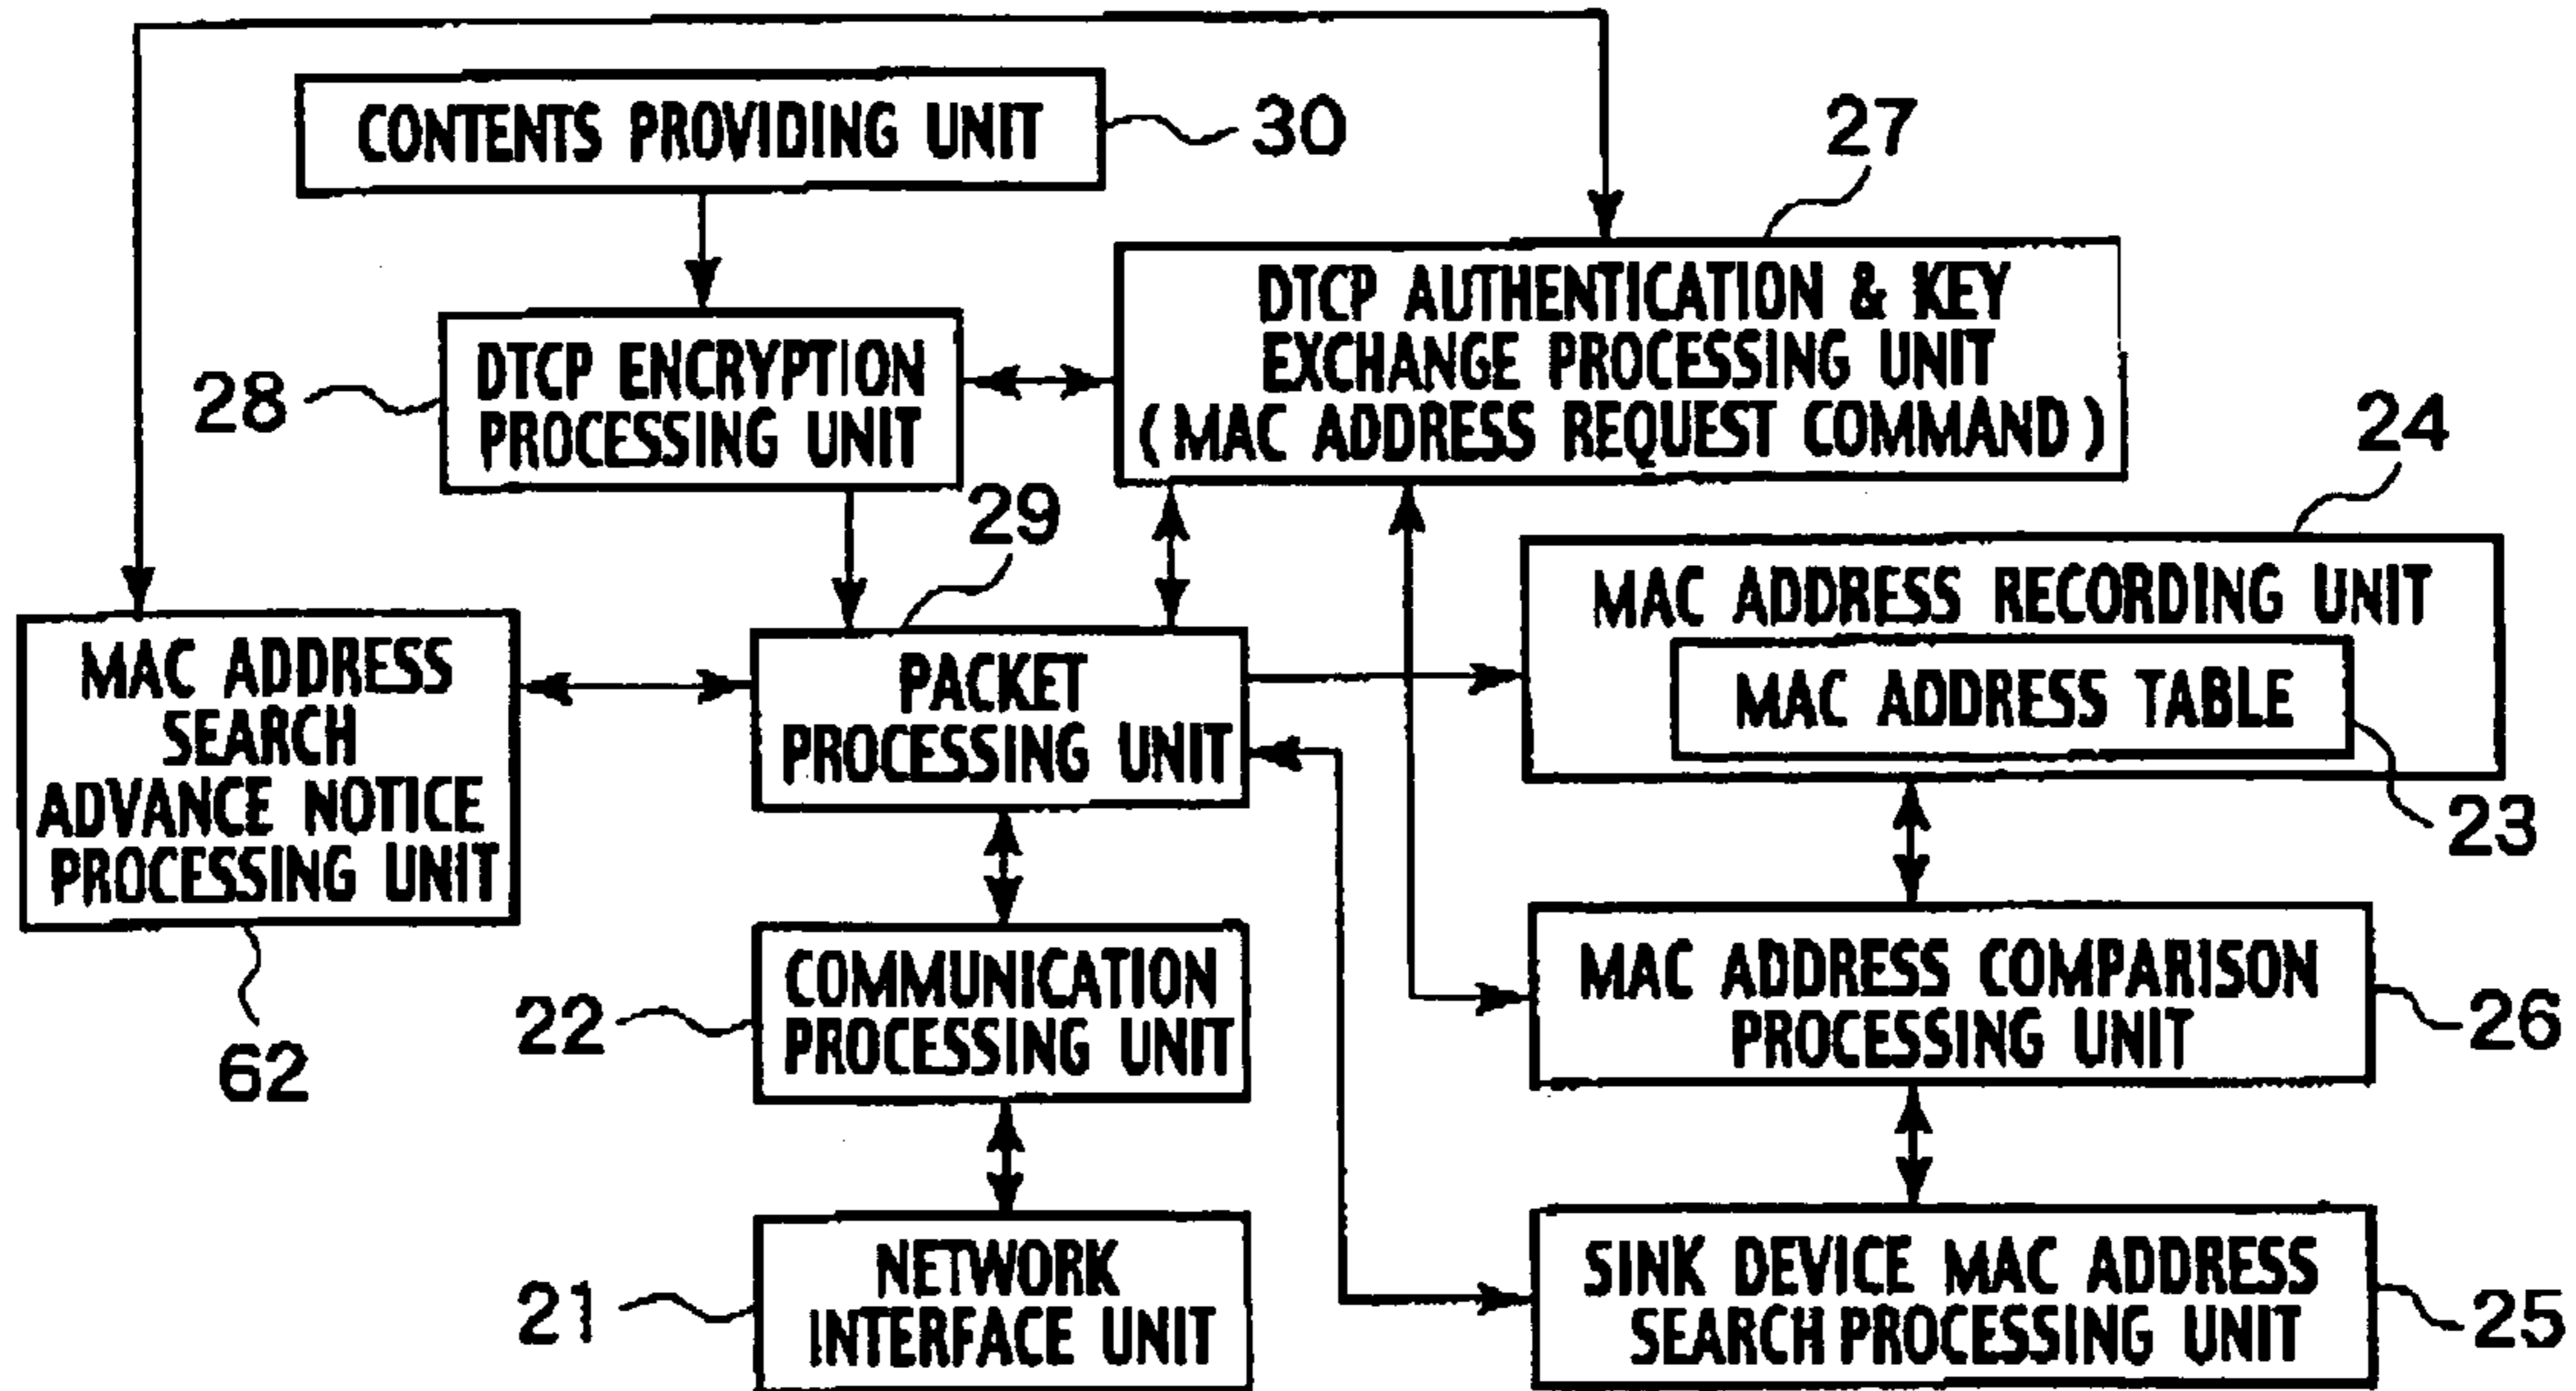 CONTENTS PROVIDING UNIT
30
27
DTCP AUTHENTICATION & KEY
EXCHANGE PROCESSING UNIT
(MAC ADDRESS REQUEST COMMAND)
28
DTCP ENCRYPTION
PROCESSING UNIT
24
29
MAC ADDRESS RECORDING UNIT
MAC ADDRESS TABLE
23
MAC ADDRESS
SEARCH
ADVANCE NOTICE
PROCESSING UNIT
62
PACKET
PROCESSING UNIT
22
COMMUNICATION
PROCESSING UNIT
MAC ADDRESS COMPARISON
PROCESSING UNIT
26
21
NETWORK
INTERFACE UNIT
SINK DEVICE MAC ADDRESS
SEARCH PROCESSING UNIT
25